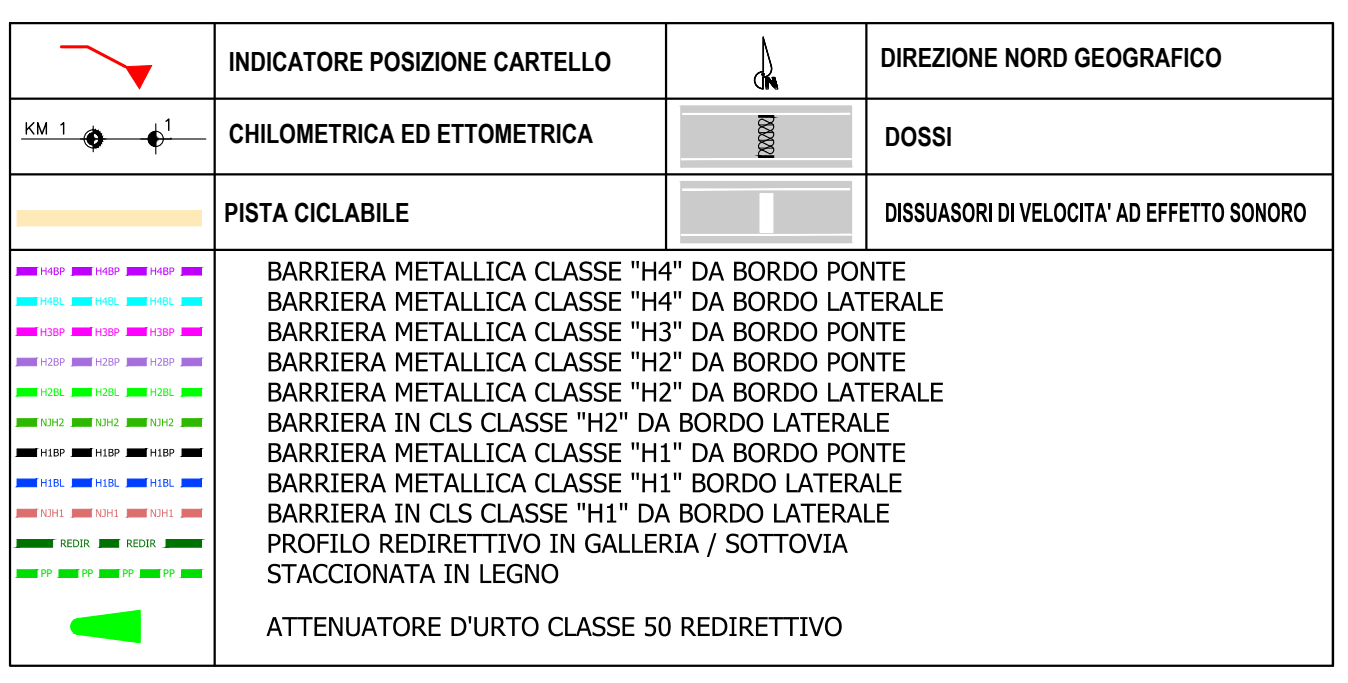 INDICATORE POSIZIONE CARTELLO
N
DIREZIONE NORD GEOGRAFICO
KM 1 1
CHILOMETRICA ED ETTOMETRICA
DOSSI
PISTA CICLABILE
DISSUASORI DI VELOCITA' AD EFFETTO SONORO
H4BP H4BP H4BP BARRIERA METALLICA CLASSE "H4" DA BORDO PONTE
H4BL H4BL H4BL BARRIERA METALLICA CLASSE "H4" DA BORDO LATERALE
H3BP H3BP H3BP BARRIERA METALLICA CLASSE "H3" DA BORDO PONTE
H2BP H2BP H2BP BARRIERA METALLICA CLASSE "H2" DA BORDO PONTE
H2BL H2BL H2BL BARRIERA METALLICA CLASSE "H2" DA BORDO LATERALE
NJH2 NJH2 NJH2 BARRIERA IN CLS CLASSE "H2" DA BORDO LATERALE
H1BP H1BP H1BP BARRIERA METALLICA CLASSE "H1" DA BORDO PONTE
H1BL H1BL H1BL BARRIERA METALLICA CLASSE "H1" BORDO LATERALE
NJH1 NJH1 NJH1 BARRIERA IN CLS CLASSE "H1" DA BORDO LATERALE
REDIR REDIR PROFILO REDIRETTIVO IN GALLERIA / SOTTOVIA
PP PP PP PP STACCIONATA IN LEGNO
ATTENUATORE D'URTO CLASSE 50 REDIRETTIVO